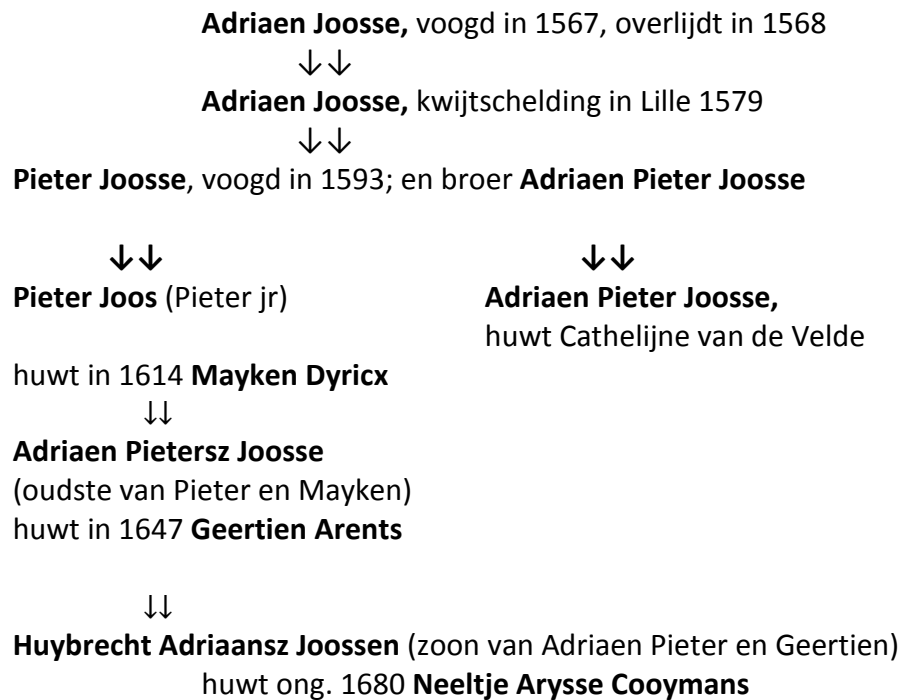 Adriaen Joosse, voogd in 1567, overlijdt in 1568
↓↓
Adriaen Joosse, kwijtschelding in Lille 1579
↓↓
Pieter Joosse, voogd in 1593; en broer Adriaen Pieter Joosse
↓↓ ↓↓
Pieter Joos (Pieter jr) Adriaen Pieter Joosse,
huwt Cathelijne van de Velde
huwt in 1614 Mayken Dyricx
↓↓
Adriaen Pietersz Joosse
(oudste van Pieter en Mayken)
huwt in 1647 Geertien Arents
↓↓
Huybrecht Adriaansz Joossen (zoon van Adriaen Pieter en Geertien)
huwt ong. 1680 Neeltje Arysse Cooymans